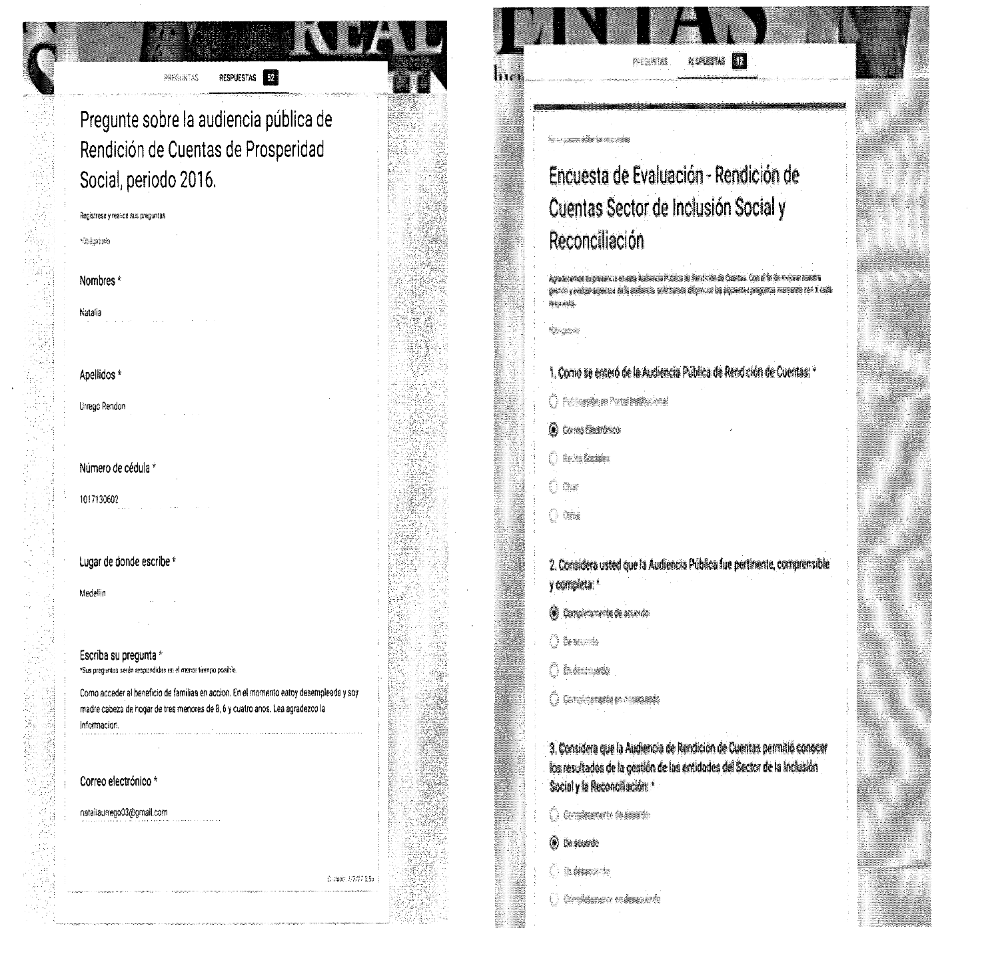 REAL
PREGUNTAS RESPUESTAS 52
Pregunte sobre la audiencia pública de
Rendición de Cuentas de Prosperidad
Social, periodo 2016.
Registrese y realice sus preguntas
*Obligatorio
Nombres *
Natalia
Apellidos *
Urrego Rendon
Número de cédula *
1017130602
Lugar de donde escribe *
Medellin
Escriba su pregunta *
*Sus preguntas serán respondidas en el menor tiempo posible.
Como acceder al beneficio de familias en accion. En el momento estoy desempleada y soy
madre cabeza de hogar de tres menores de 8, 6 y cuatro anos. Lea agradezco la
informacion.
Correo electrónico *
nataliaurrego03@gmail.com
ENTAS
PREGUNTAS RESPUESTAS 12
No se pueden editar las respuestas
Encuesta de Evaluación - Rendición de
Cuentas Sector de Inclusión Social y
Reconciliación
Agradecemos su presencia en esta Audiencia Pública de Rendición de Cuentas. Con el fin de mejorar nuestra
gestión y evaluar aspectos de la audiencia, solicitamos diligenciar las siguientes preguntas marcando con X cada
respuesta.
*Obligatorio
1. Como se enteró de la Audiencia Pública de Rendición de Cuentas: *
Publicación en Portal Institucional
Correo Electrónico
Redes Sociales
Otra
2. Considera usted que la Audiencia Pública fue pertinente, comprensible
y completa: *
Completamente de acuerdo
De acuerdo
En desacuerdo
Completamente en desacuerdo
3. Considera que la Audiencia de Rendición de Cuentas permitió conocer
los resultados de la gestión de las entidades del Sector de la Inclusión
Social y la Reconciliación: *
Completamente de acuerdo
De acuerdo
En desacuerdo
Completamente en desacuerdo